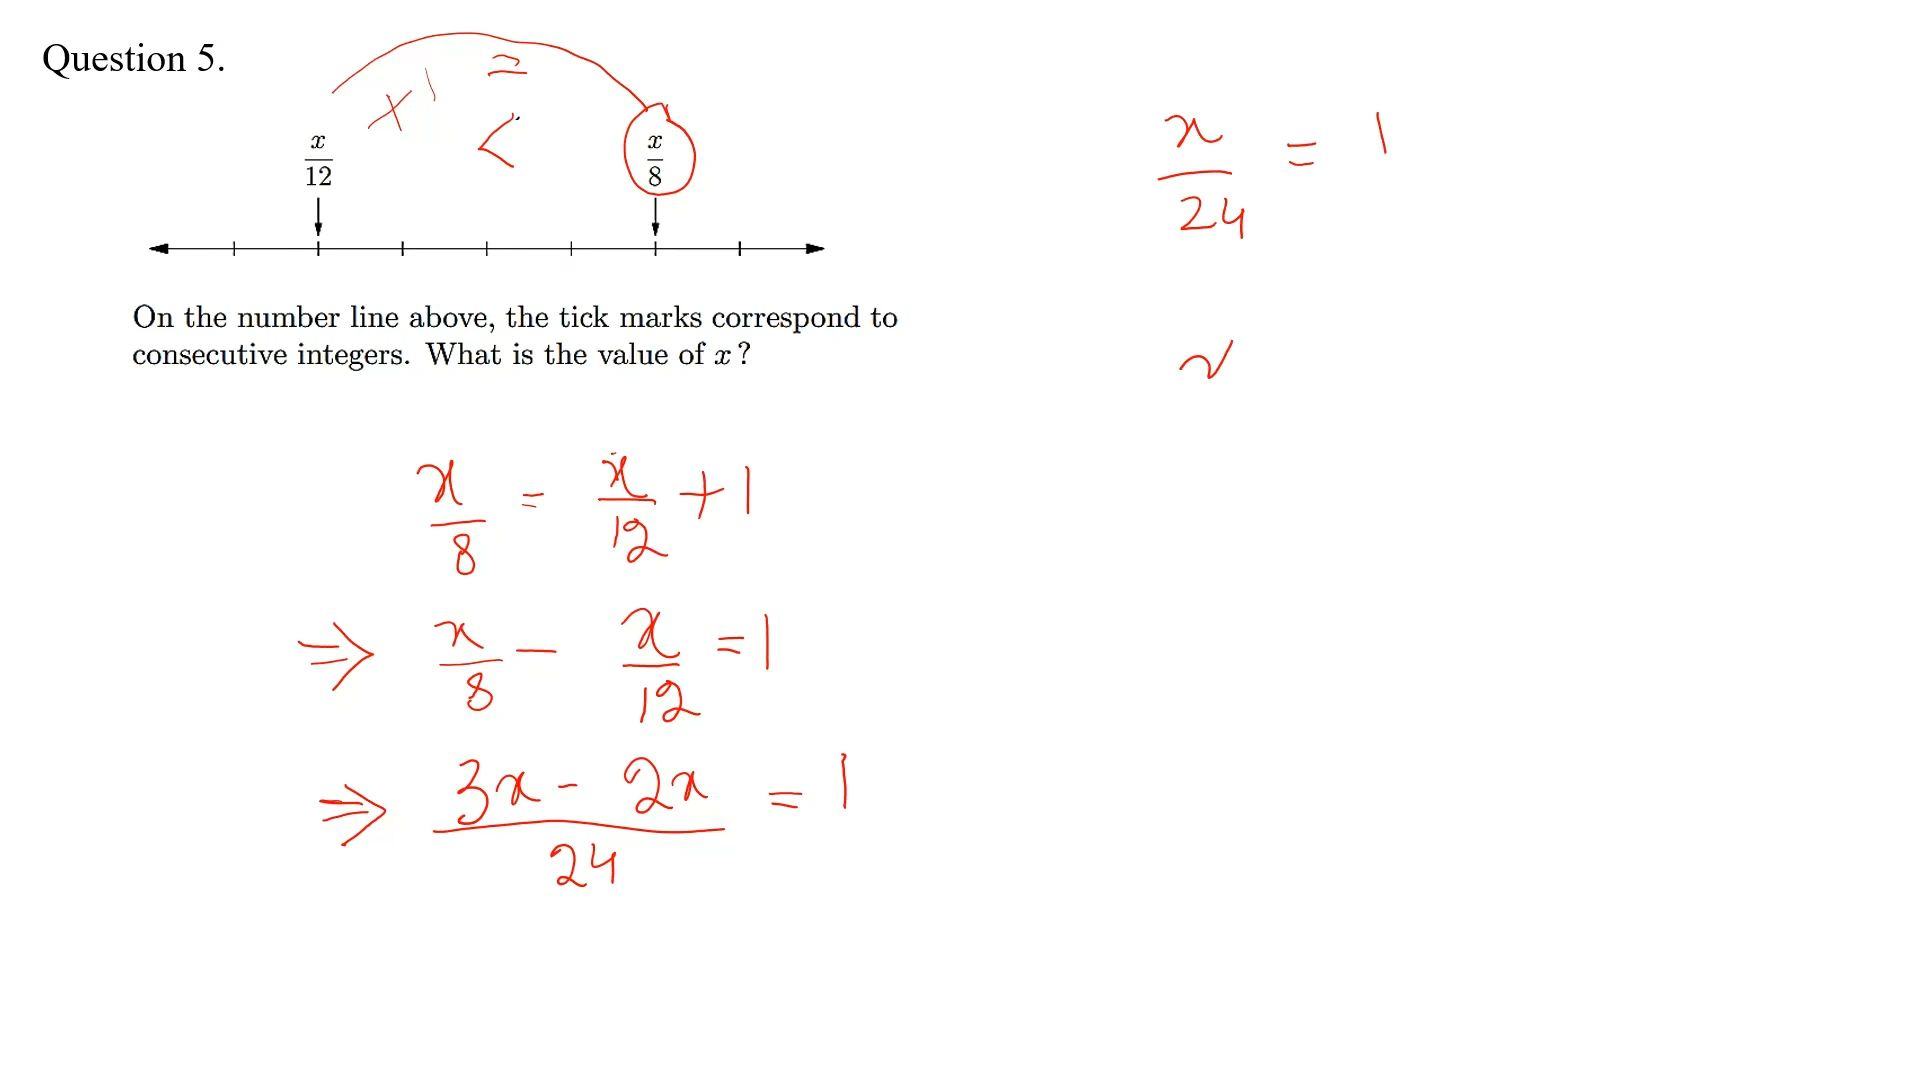 Question 5.
+1
=
<
x/12
x/8
On the number line above, the tick marks correspond to
consecutive integers. What is the value of x?
x/8 = x/12 + 1
⇒ x/8 - x/12 = 1
⇒ (3x - 2x)/24 = 1
x/24 = 1